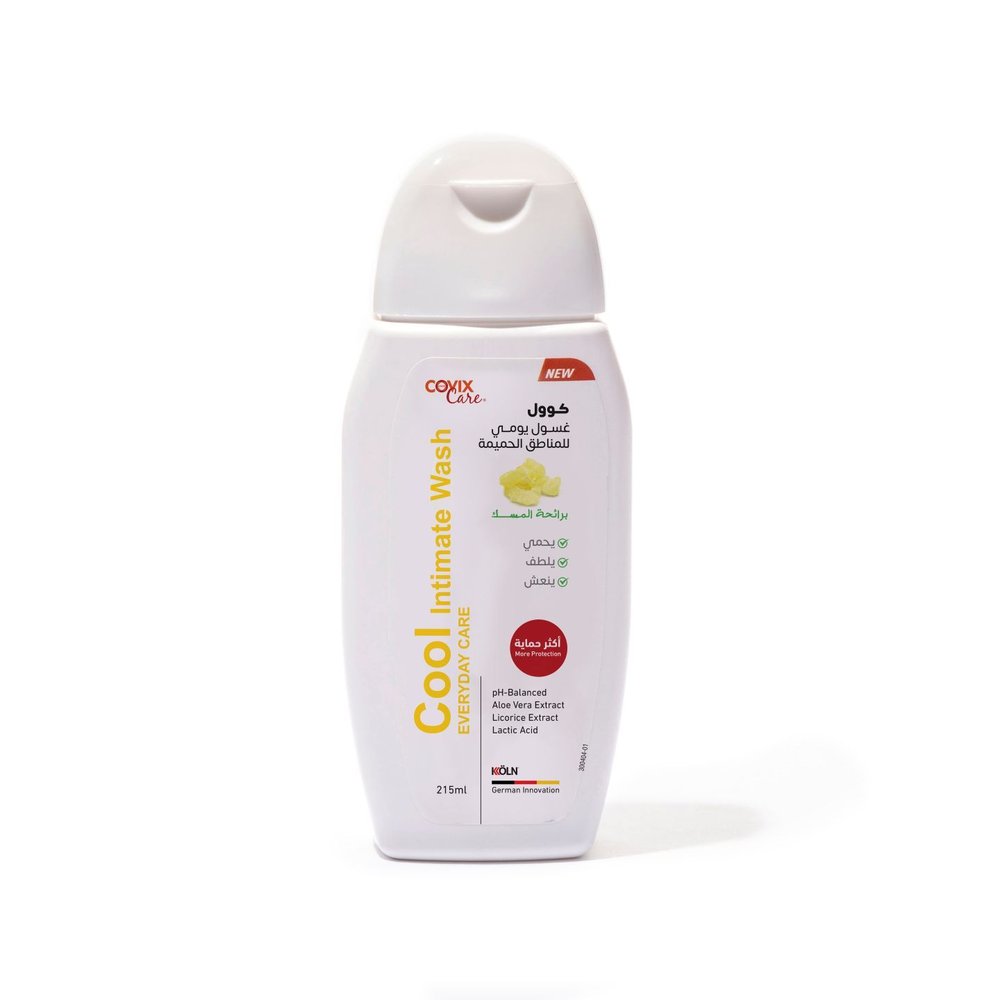 NEW
COVIX
Care
كوول
غسول يومي
للمناطق الحميمة
برائحة المسك
يحمي
يلطف
ينعش
Cool Intimate Wash
EVERYDAY CARE
أكثر حماية
More Protection
pH-Balanced
Aloe Vera Extract
Licorice Extract
Lactic Acid
KÖLN
German Innovation
215ml
300404-01